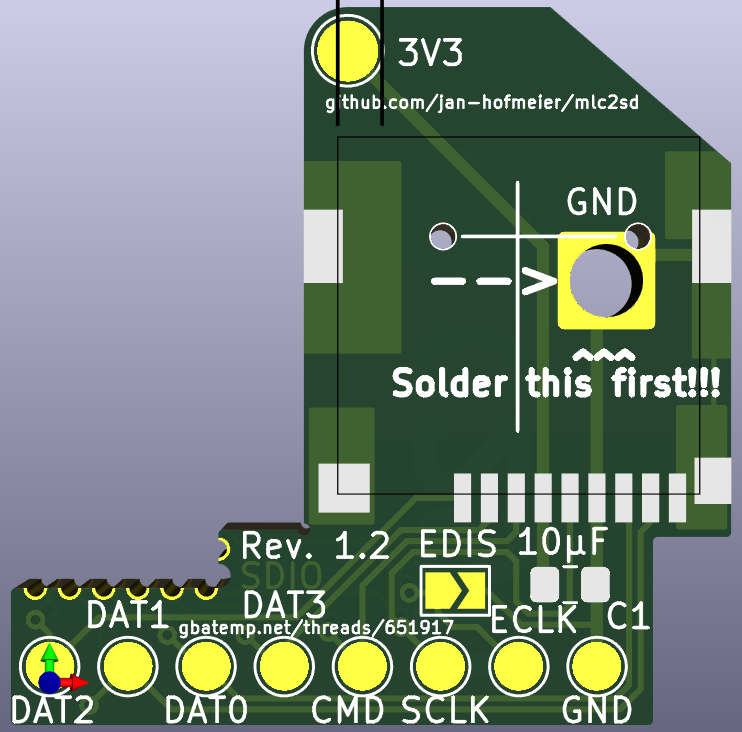 3V3
github.com/jan-hofmeier/mlc2sd
GND
-->
^^^
Solder this first!!!
Rev. 1.2
EDIS
10µF
SDIO
DAT1
DAT3
ECLK
C1
gbatemp.net/threads/651917
DAT2
DAT0
CMD
SCLK
GND